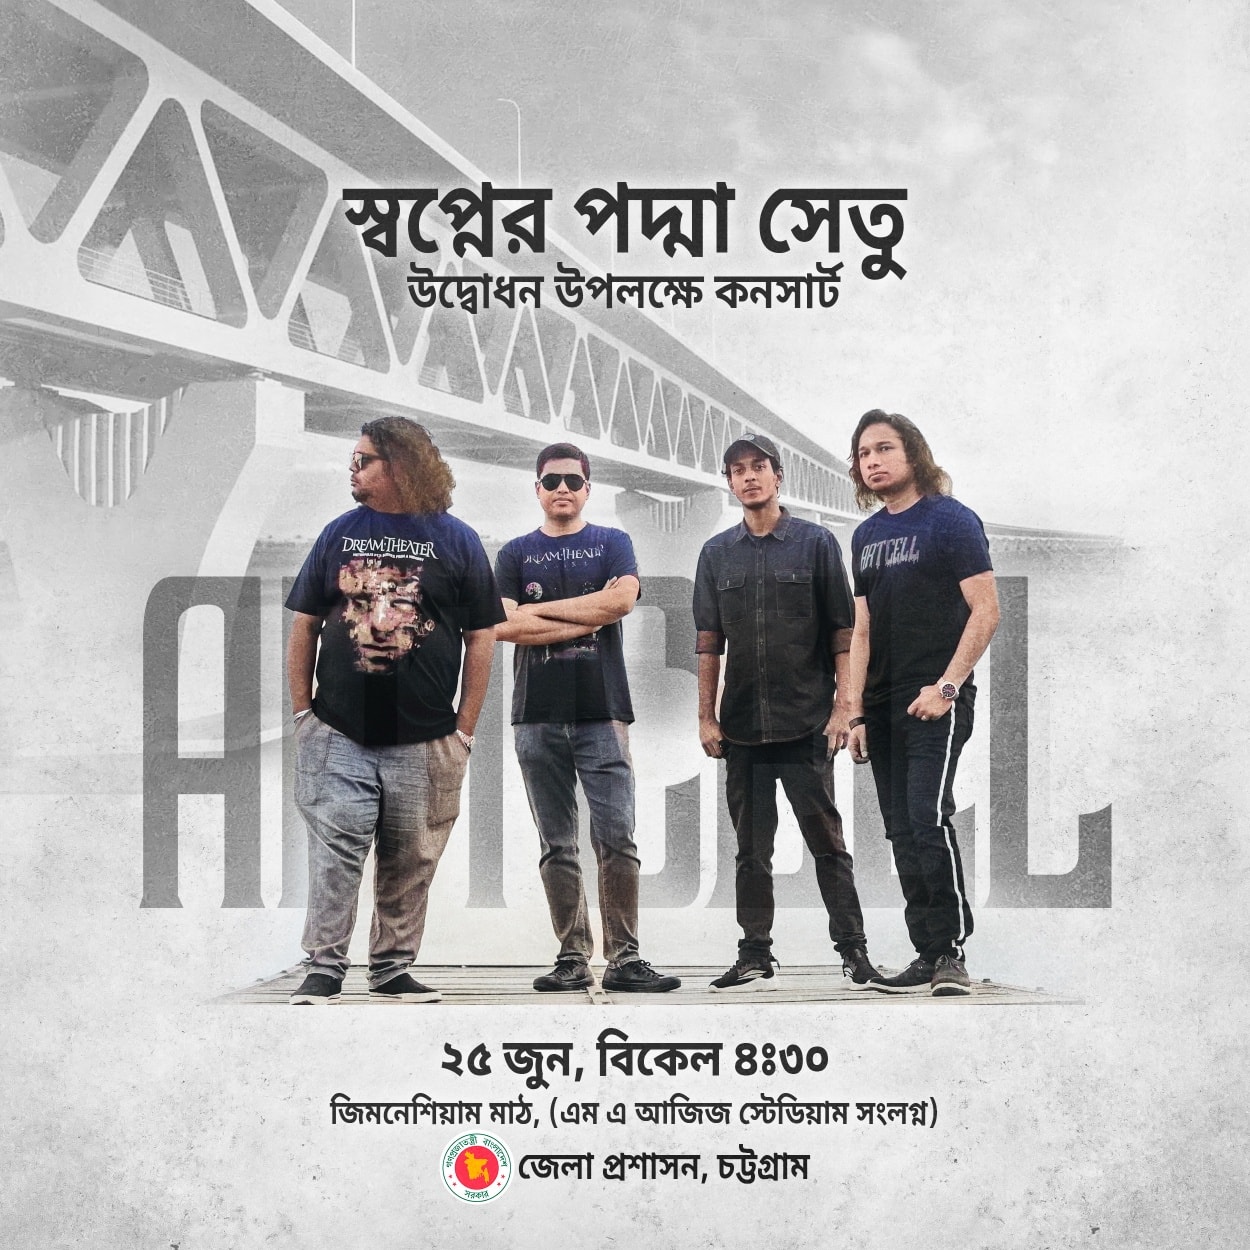 স্বপ্নের পদ্মা সেতু
উদ্বোধন উপলক্ষে কনসার্ট
DREAM THEATER
DREAM THEATER
ARTCELL
ARTCELL
২৫ জুন, বিকেল ৪ঃ৩০
জিমনেশিয়াম মাঠ, (এম এ আজিজ স্টেডিয়াম সংলগ্ন)
গণপ্রজাতন্ত্রী বাংলাদেশ
সরকার
জেলা প্রশাসন, চট্টগ্রাম